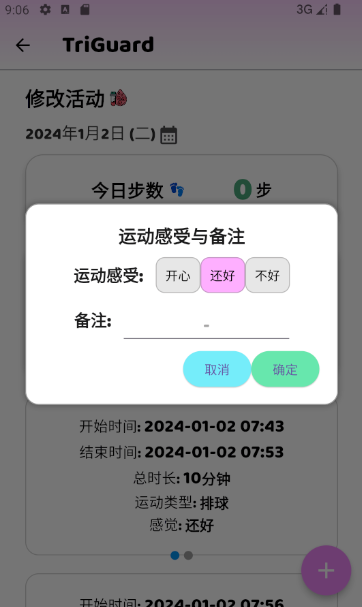 9:06
3G
TriGuard
修改活动
2024年1月2日 (二)
今日步数 0 步
运动感受与备注
运动感受: 开心 还好 不好
备注: -
取消 确定
开始时间: 2024-01-02 07:43
结束时间: 2024-01-02 07:53
总时长: 10分钟
运动类型: 排球
感觉: 还好
开始时间: 2024-01-02 07:56